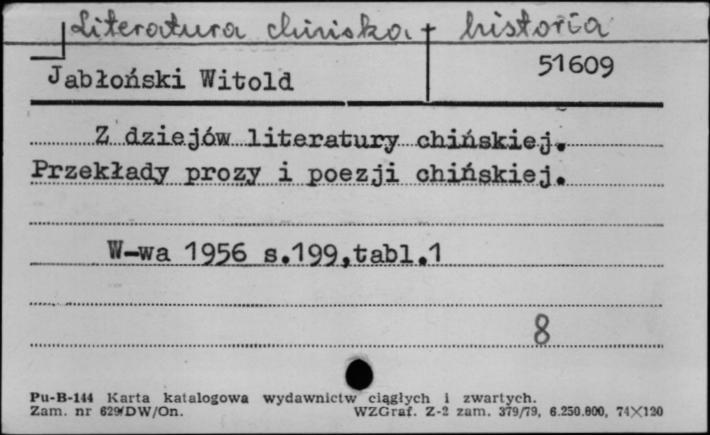 Literatura chińska + historia
Jabłoński Witold
51609
Z dziejów literatury chińskiej.
Przekłady prozy i poezji chińskiej.
W-wa 1956 s.199,tabl.1
8
Pu-B-144 Karta katalogowa wydawnictw ciągłych i zwartych.
Zam. nr 629/DW/On. WZGraf. Z-2 zam. 379/79, 6.250.000, 74X120